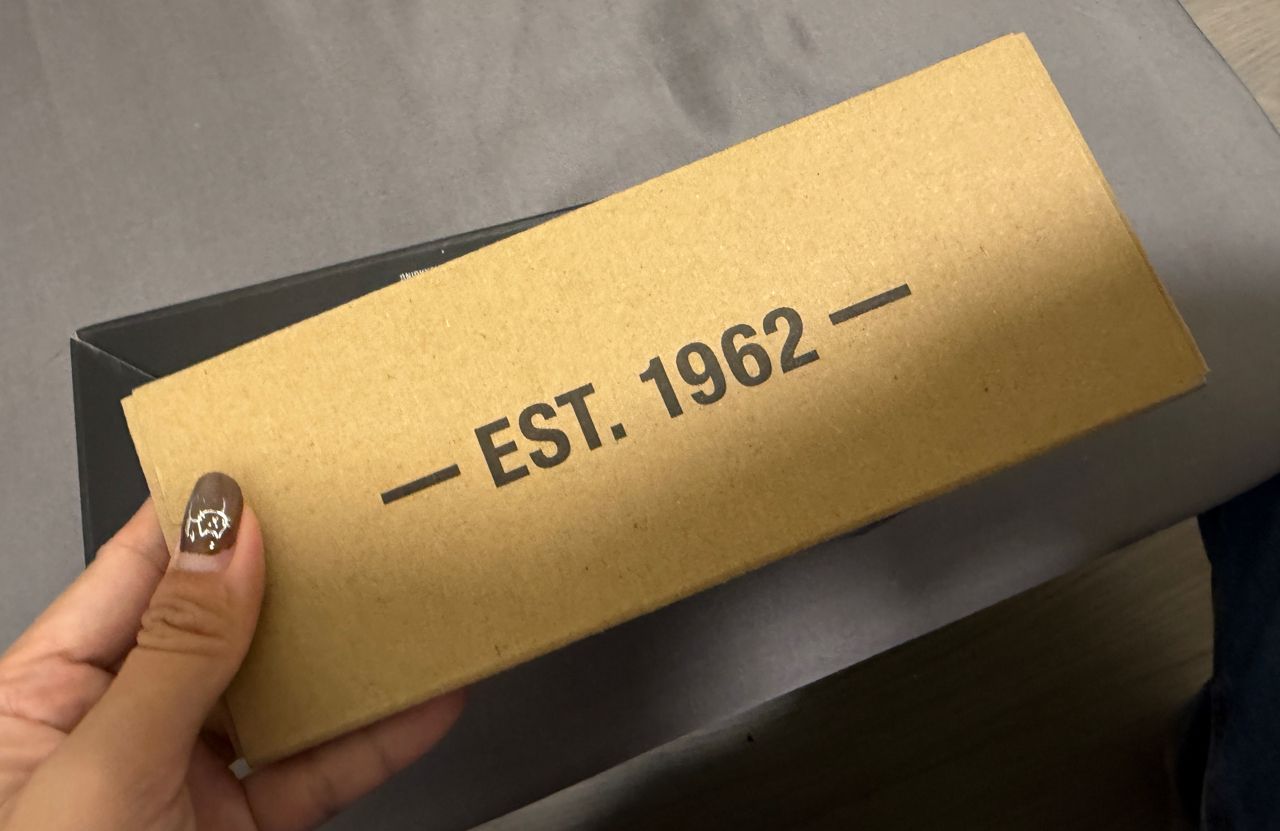 — EST. 1962 —